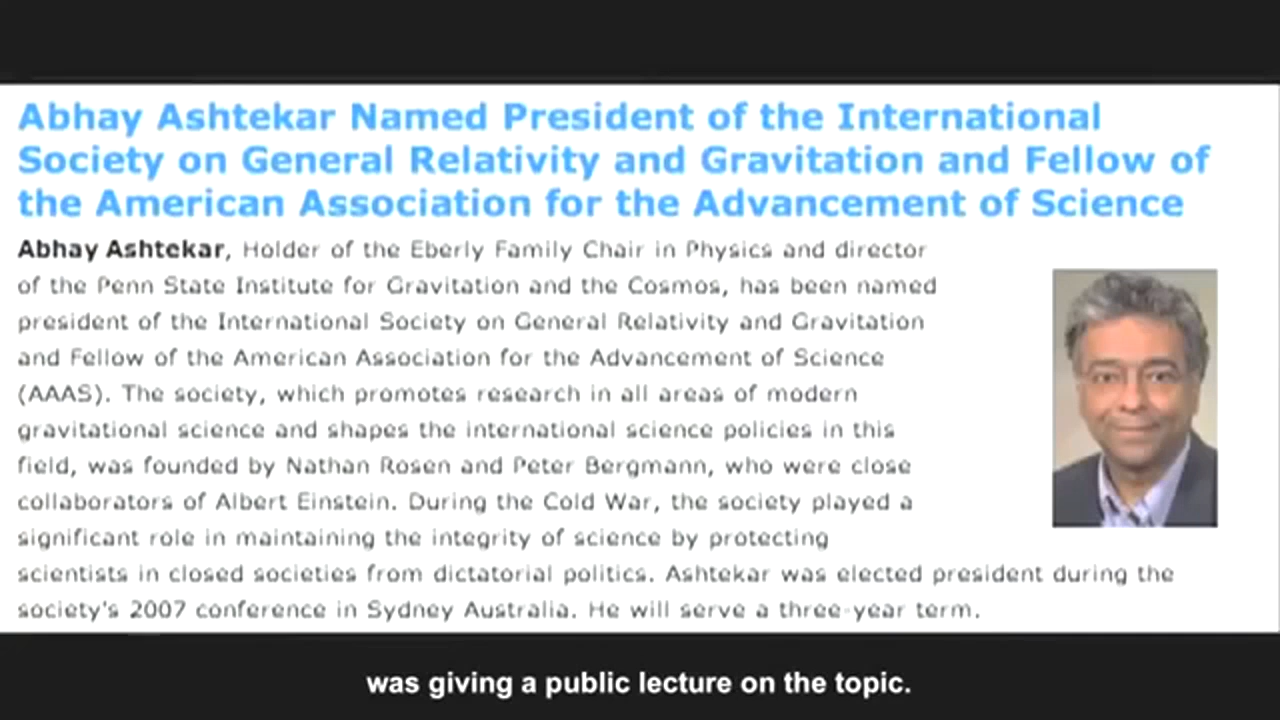 Abhay Ashtekar Named President of the International
Society on General Relativity and Gravitation and Fellow of
the American Association for the Advancement of Science
Abhay Ashtekar, Holder of the Eberly Family Chair in Physics and director
of the Penn State Institute for Gravitation and the Cosmos, has been named
president of the International Society on General Relativity and Gravitation
and Fellow of the American Association for the Advancement of Science
(AAAS). The society, which promotes research in all areas of modern
gravitational science and shapes the international science policies in this
field, was founded by Nathan Rosen and Peter Bergmann, who were close
collaborators of Albert Einstein. During the Cold War, the society played a
significant role in maintaining the integrity of science by protecting
scientists in closed societies from dictatorial politics. Ashtekar was elected president during the
society's 2007 conference in Sydney Australia. He will serve a three-year term.
was giving a public lecture on the topic.